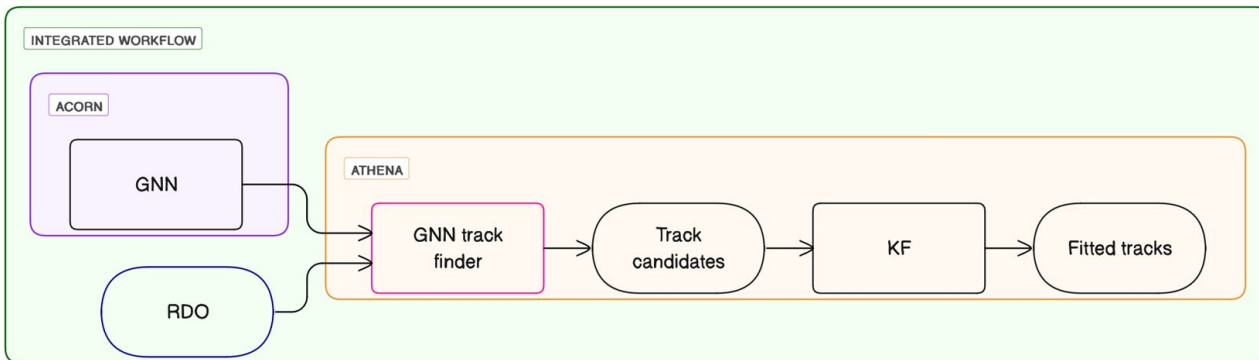 INTEGRATED WORKFLOW
ACORN
GNN
ATHENA
GNN track
finder
Track
candidates
KF
Fitted tracks
RDO